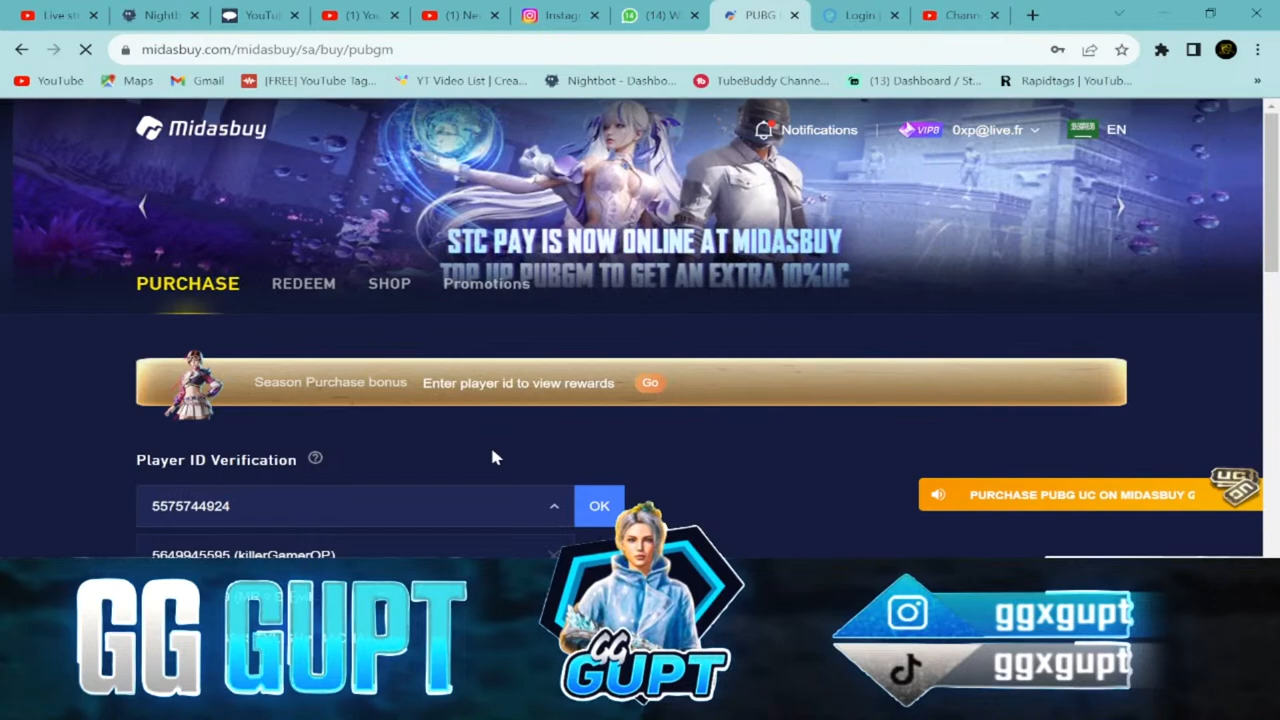 Live st
Nightb
YouTu
(1) You
(1) Ne
Instag
(14) W
PUBG
Login
Chann
midasbuy.com/midasbuy/sa/buy/pubgm
YouTube
Maps
Gmail
[FREE] YouTube Tag...
YT Video List | Crea...
Nightbot - Dashbo...
TubeBuddy Channe...
(13) Dashboard / St...
Rapidtags | YouTub...
»
Midasbuy
Notifications
VIP8
0xp@live.fr
EN
STC PAY IS NOW ONLINE AT MIDASBUY
TOP UP PUBGM TO GET AN EXTRA 10%UC
PURCHASE
REDEEM
SHOP
Promotions
Season Purchase bonus
Enter player id to view rewards
Go
Player ID Verification
5575744924
OK
PURCHASE PUBG UC ON MIDASBUY G
UC
5649945595 (killerGamerOP)
GG GUPT
GG
GUPT
ggxgupt
ggxgupt